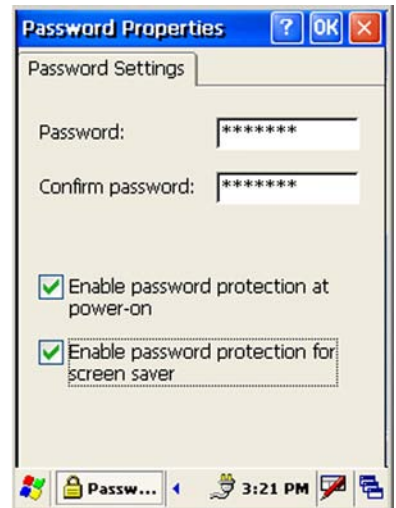 Password Properties ? OK
Password Settings
Password: *******
Confirm password: *******
Enable password protection at
power-on
Enable password protection for
screen saver
Passw... 3:21 PM